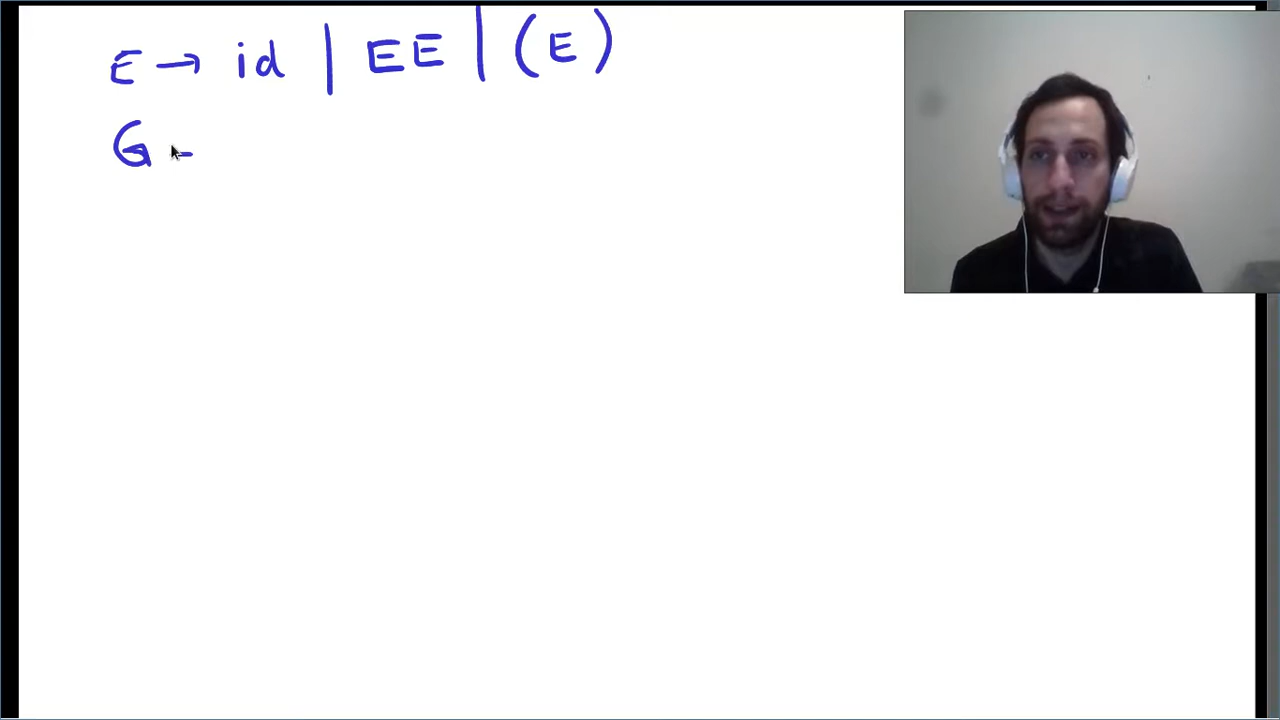 E → id | EE | (E)
G -